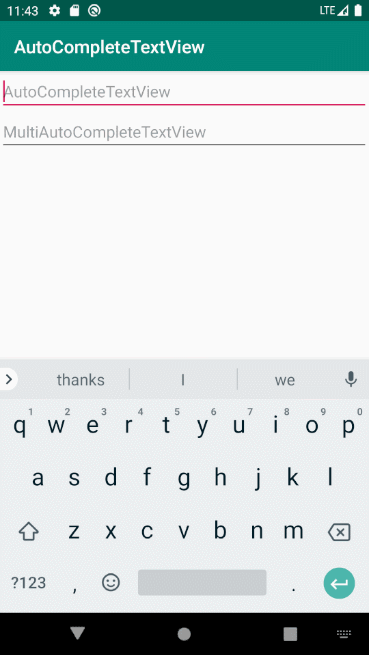 11:43 LTE
AutoCompleteTextView
AutoCompleteTextView
MultiAutoCompleteTextView
thanks I we
1 2 3 4 5 6 7 8 9 0
q w e r t y u i o p
a s d f g h j k l
z x c v b n m
?123 , .